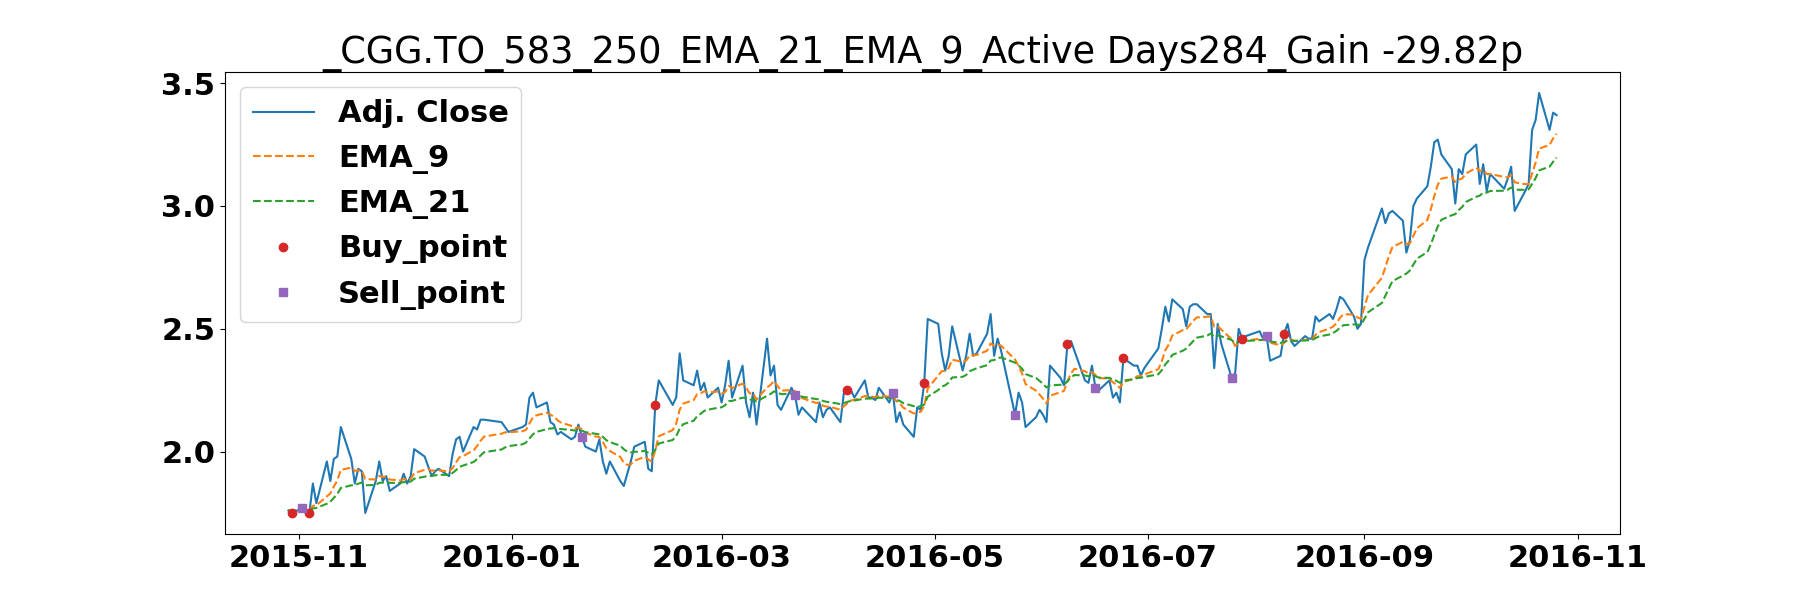 _CGG.TO_583_250_EMA_21_EMA_9_Active Days284_Gain -29.82p
3.5
3.0
2.5
2.0
Adj. Close
EMA_9
EMA_21
Buy_point
Sell_point
2015-11 2016-01 2016-03 2016-05 2016-07 2016-09 2016-11